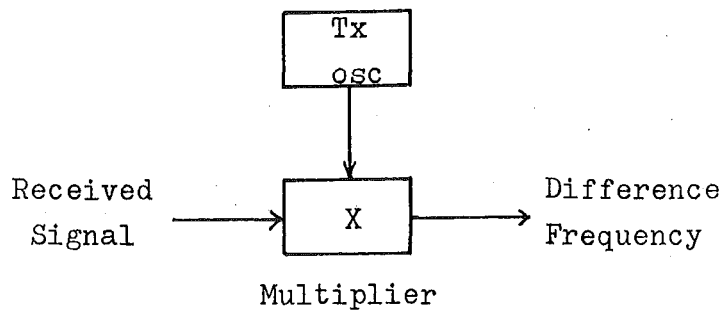 Tx
osc
Received
Signal
X
Difference
Frequency
Multiplier